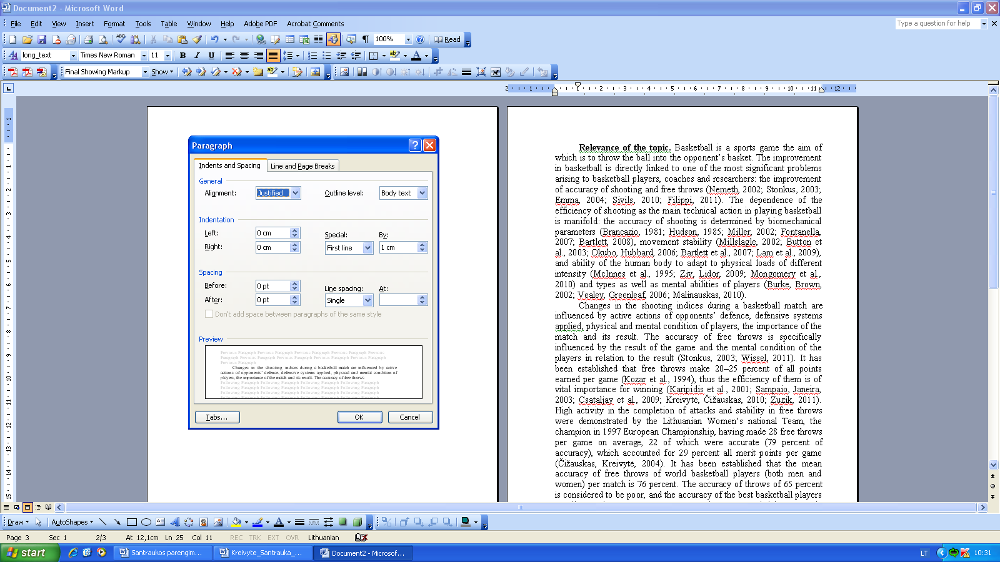 Document2 - Microsoft Word
File Edit View Insert Format Tools Table Window Help Adobe PDF Acrobat Comments
Type a question for help
100% Read
long_text Times New Roman 11 B I U
Final Showing Markup Show
2 1 1 2 3 4 5 6 7 8 9 10 11 12
Paragraph
Indents and Spacing Line and Page Breaks
General
Alignment: Justified Outline level: Body text
Indentation
Left: 0 cm Special: By:
Right: 0 cm First line 1 cm
Spacing
Before: 0 pt Line spacing: At:
After: 0 pt Single
Don't add space between paragraphs of the same style
Preview
Previous Paragraph Previous Paragraph Previous Paragraph Previous Paragraph Previous
Paragraph Previous Paragraph Previous Paragraph Previous Paragraph Previous Paragraph
Previous Paragraph
Changes in the shooting indices during a basketball match are influenced by active
actions of opponents' defence, defensive systems applied, physical and mental condition of
players, the importance of the match and its result. The accuracy of free throws
Following Paragraph Following Paragraph Following Paragraph Following Paragraph
Following Paragraph Following Paragraph Following Paragraph Following Paragraph
Following Paragraph Following Paragraph Following Paragraph Following Paragraph
Tabs... OK Cancel
Relevance of the topic. Basketball is a sports game the aim of
which is to throw the ball into the opponent's basket. The improvement
in basketball is directly linked to one of the most significant problems
arising to basketball players, coaches and researchers: the improvement
of accuracy of shooting and free throws (Nemeth, 2002; Stonkus, 2003;
Emma, 2004; Sivils, 2010; Filippi, 2011). The dependence of the
efficiency of shooting as the main technical action in playing basketball
is manifold: the accuracy of shooting is determined by biomechanical
parameters (Brancazio, 1981; Hudson, 1985; Miller, 2002; Fontanella,
2007; Bartlett, 2008), movement stability (Millslagle, 2002; Button et
al., 2003; Okubo, Hubbard, 2006; Bartlett et al., 2007; Lam et al., 2009),
and ability of the human body to adapt to physical loads of different
intensity (McInnes et al., 1995; Ziv, Lidor, 2009; Mongomery et al.,
2010) and types as well as mental abilities of players (Burke, Brown,
2002; Vealey, Greenleaf, 2006; Malinauskas, 2010).
Changes in the shooting indices during a basketball match are
influenced by active actions of opponents' defence, defensive systems
applied, physical and mental condition of players, the importance of the
match and its result. The accuracy of free throws is specifically
influenced by the result of the game and the mental condition of the
players in relation to the result (Stonkus, 2003; Wissel, 2011). It has
been established that free throws make 20–25 percent of all points
earned per game (Kozar et al., 1994), thus the efficiency of them is of
vital importance for winning (Karipidis et al., 2001; Sampaio, Janeira,
2003; Csataljay et al., 2009; Kreivytė, Čižauskas, 2010; Zuzik, 2011).
High activity in the completion of attacks and stability in free throws
were demonstrated by the Lithuanian Women's national Team, the
champion in 1997 European Championship, having made 28 free throws
per game on average, 22 of which were accurate (79 percent of
accuracy), which accounted for 29 percent all merit points per game
(Čižauskas, Kreivytė, 2004). It has been established that the mean
accuracy of free throws of world basketball players (both men and
women) per match is 76 percent. The accuracy of throws of 65 percent
is considered to be poor, and the accuracy of the best basketball players
Draw AutoShapes
Page 3 Sec 1 2/3 At 12,1cm Ln 25 Col 11 REC TRK EXT OVR Lithuanian
start Santraukos parengim... Kreivyte_Santrauka_... Document2 - Microsof... LT 10:31